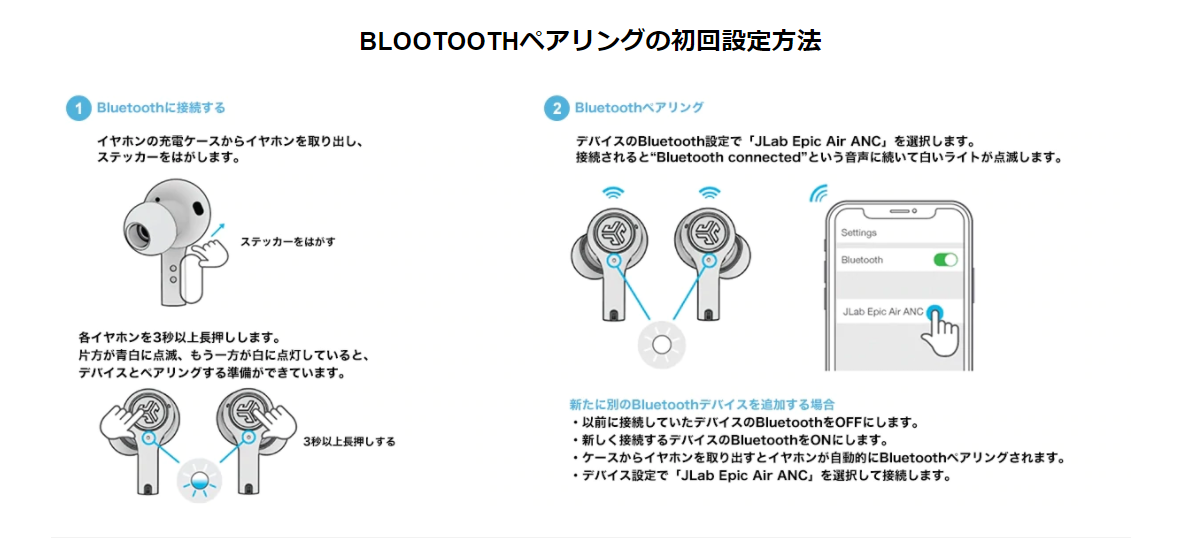 BLOOTOOTHペアリングの初回設定方法
1 Bluetoothに接続する
イヤホンの充電ケースからイヤホンを取り出し、
ステッカーをはがします。
ステッカーをはがす
各イヤホンを3秒以上長押しします。
片方が青白に点滅、もう一方が白に点灯していると、
デバイスとペアリングする準備ができています。
3秒以上長押しする
2 Bluetoothペアリング
デバイスのBluetooth設定で「JLab Epic Air ANC」を選択します。
接続されると“Bluetooth connected”という音声に続いて白いライトが点滅します。
Settings
Bluetooth
JLab Epic Air ANC
新たに別のBluetoothデバイスを追加する場合
・以前に接続していたデバイスのBluetoothをOFFにします。
・新しく接続するデバイスのBluetoothをONにします。
・ケースからイヤホンを取り出すとイヤホンが自動的にBluetoothペアリングされます。
・デバイス設定で「JLab Epic Air ANC」を選択して接続します。